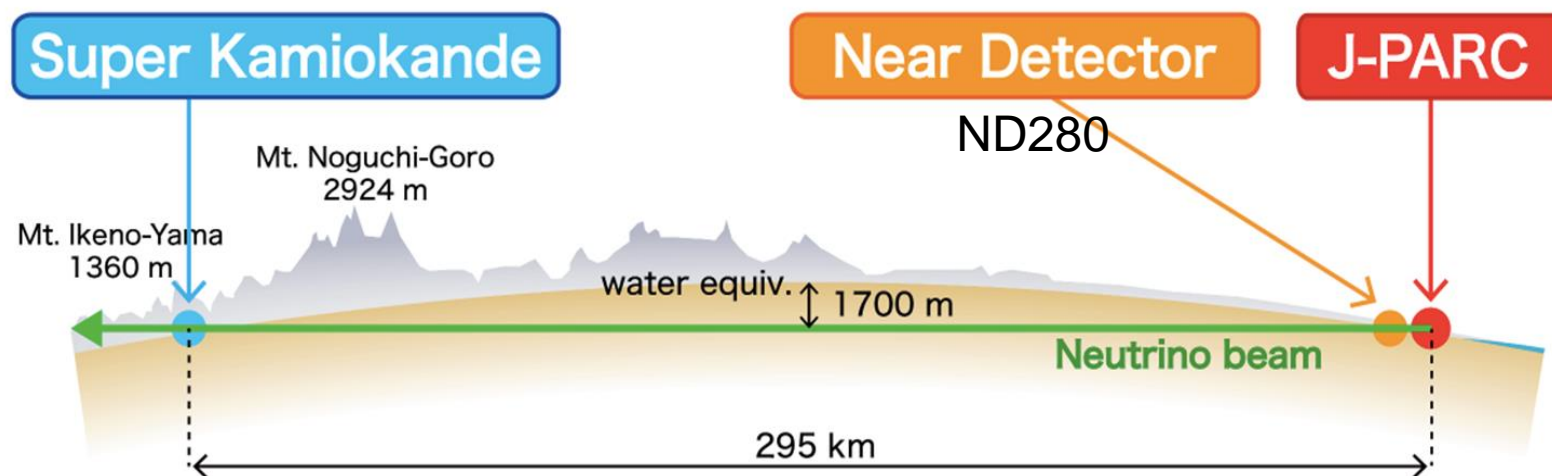 Super Kamiokande
Near Detector
J-PARC
ND280
Mt. Noguchi-Goro
2924 m
Mt. Ikeno-Yama
1360 m
water equiv.
1700 m
Neutrino beam
295 km